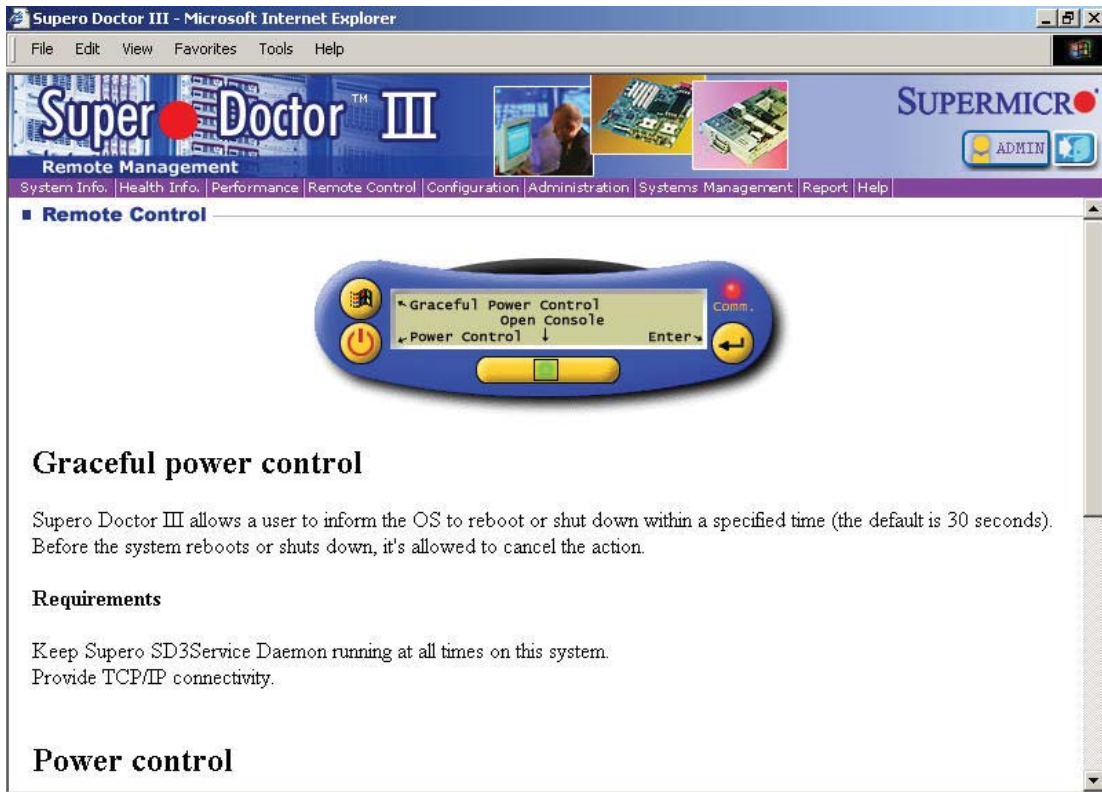 Supero Doctor III - Microsoft Internet Explorer
File Edit View Favorites Tools Help
Super Doctor™ III
Remote Management
SUPERMICR
ADMIN
System Info. Health Info. Performance Remote Control Configuration Administration Systems Management Report Help
Remote Control
Graceful Power Control
Open Console
Power Control ↓ Enter
Comm.
Graceful power control
Supero Doctor III allows a user to inform the OS to reboot or shut down within a specified time (the default is 30 seconds).
Before the system reboots or shuts down, it's allowed to cancel the action.
Requirements
Keep Supero SD3Service Daemon running at all times on this system.
Provide TCP/IP connectivity.
Power control